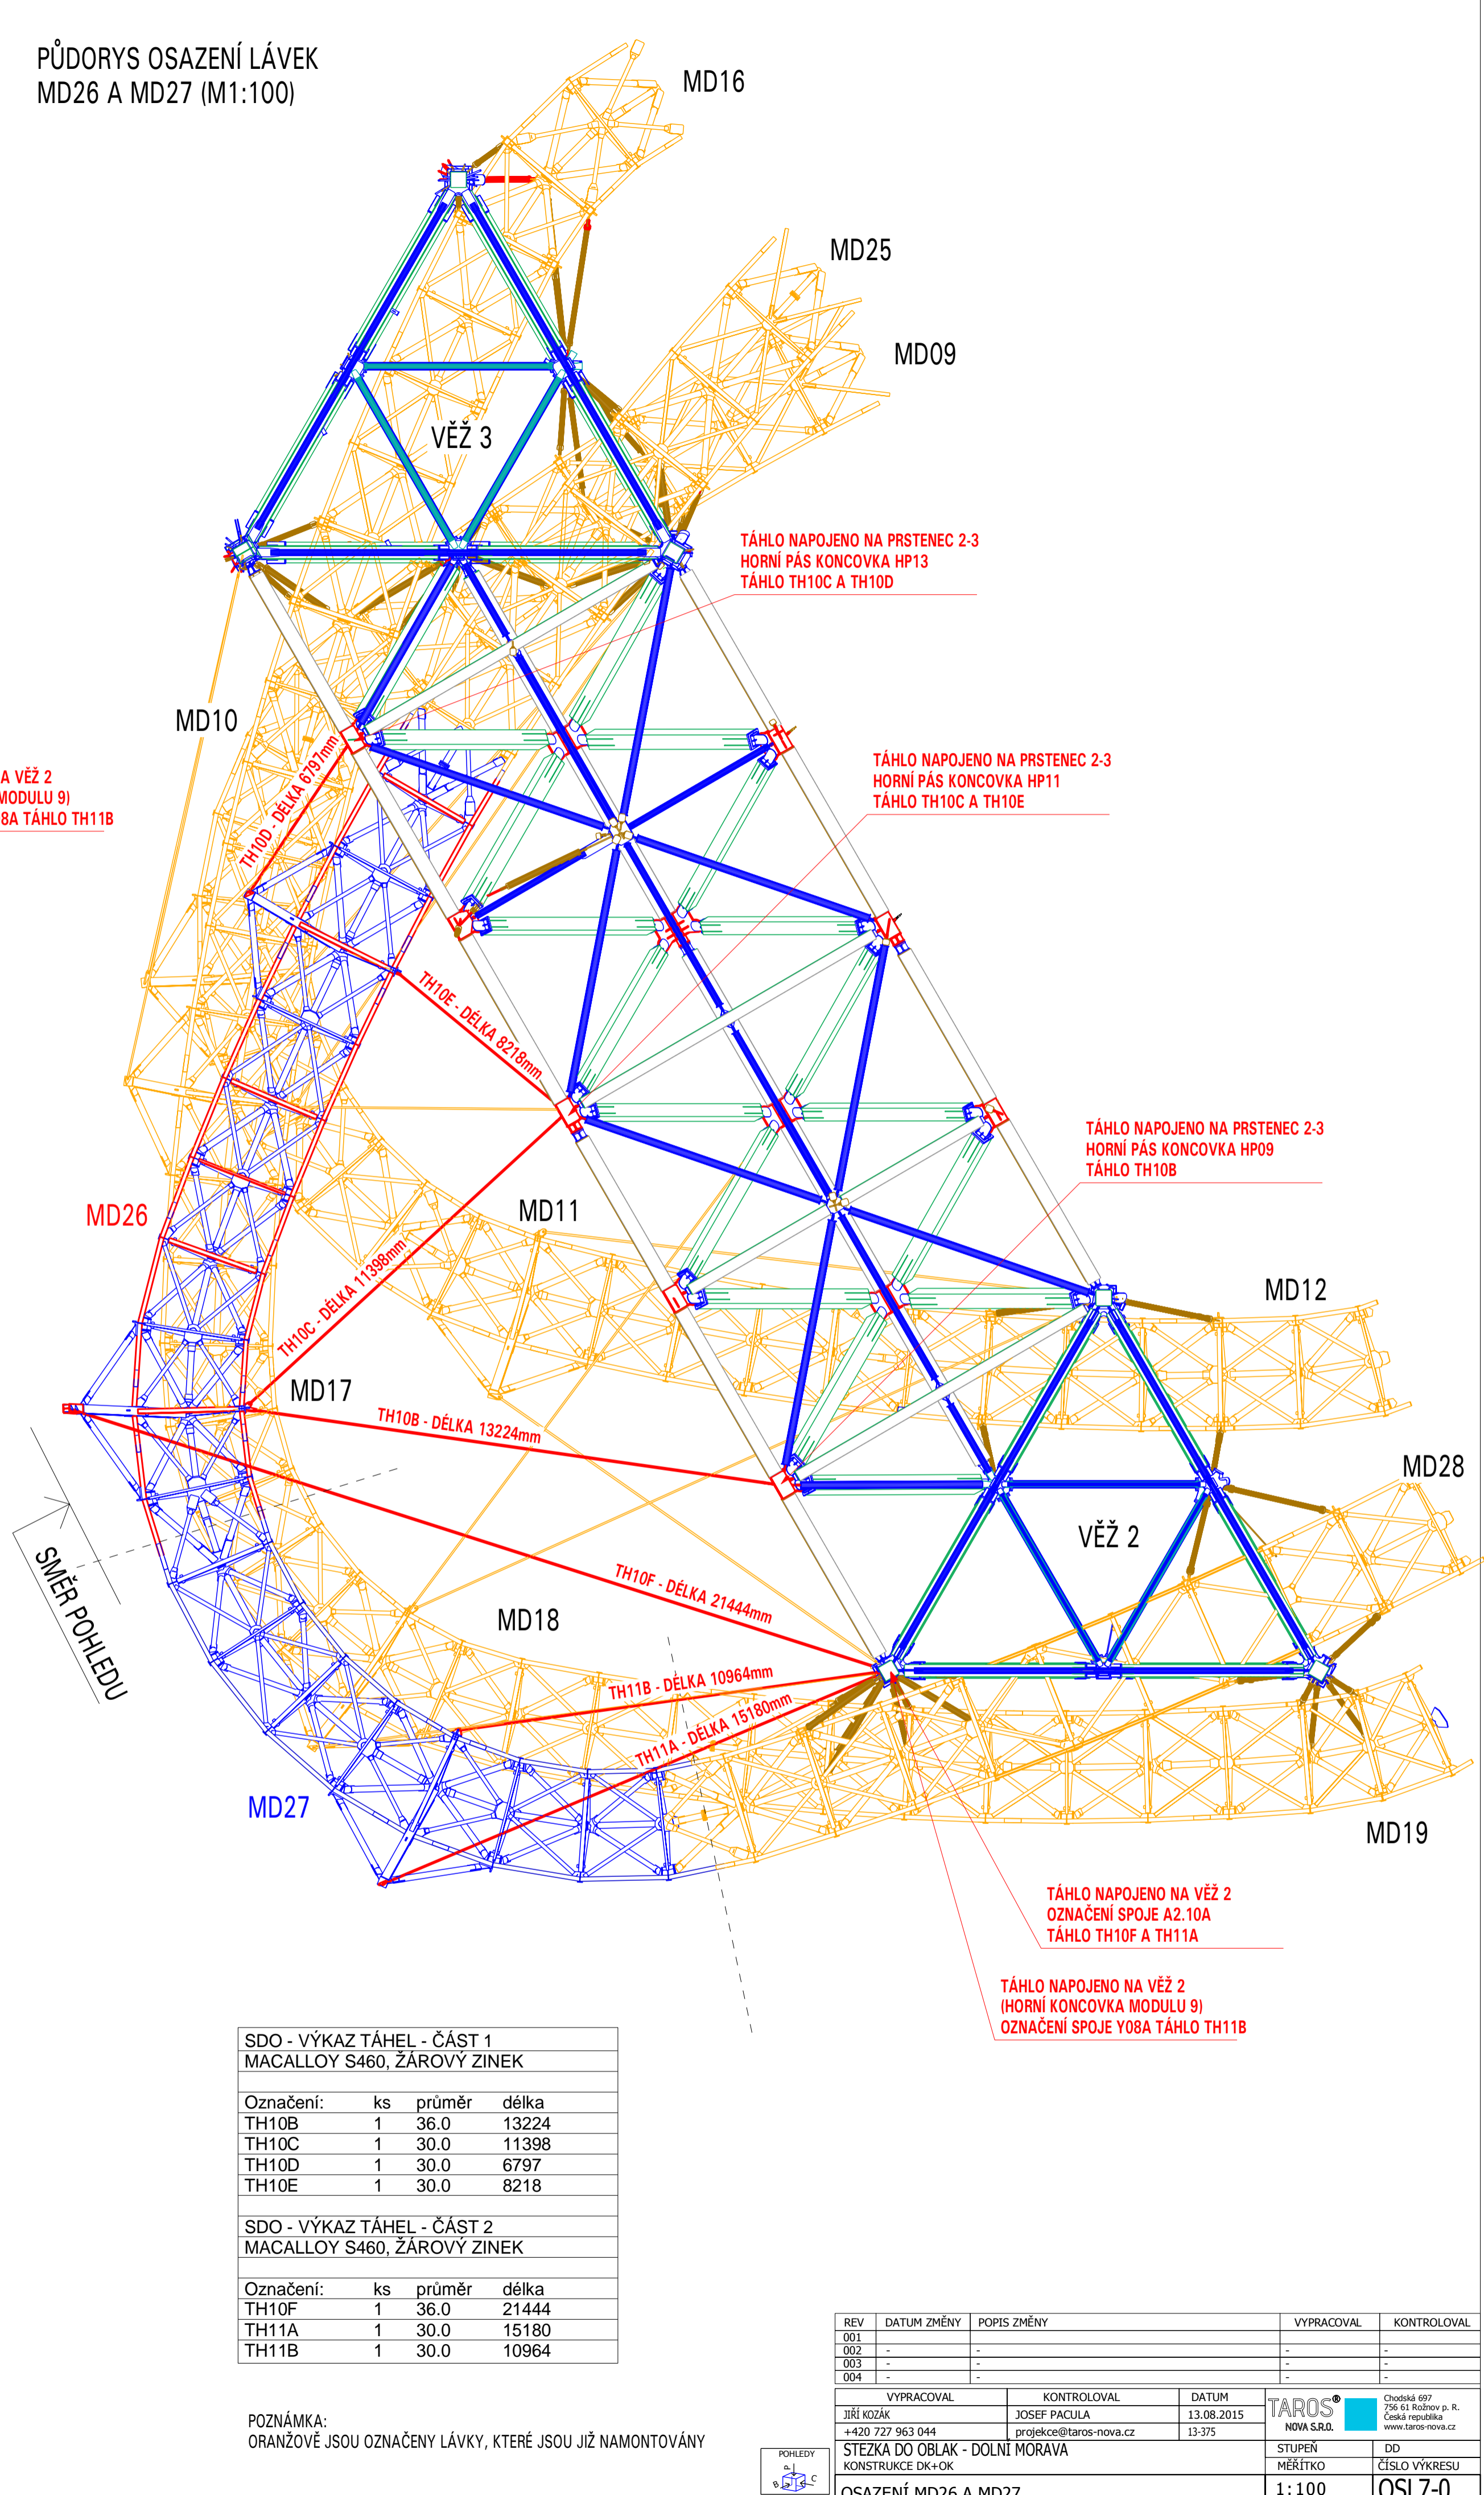 PŮDORYS OSAZENÍ LÁVEK
MD26 A MD27 (M1:100)
MD16
MD25
MD09
VĚŽ 3
TÁHLO NAPOJENO NA PRSTENEC 2-3
HORNÍ PÁS KONCOVKA HP13
TÁHLO TH10C A TH10D
MD10
TH10D - DÉLKA 6797mm
A VĚŽ 2
MODULU 9)
8A TÁHLO TH11B
TÁHLO NAPOJENO NA PRSTENEC 2-3
HORNÍ PÁS KONCOVKA HP11
TÁHLO TH10C A TH10E
TH10E - DÉLKA 8218mm
TÁHLO NAPOJENO NA PRSTENEC 2-3
HORNÍ PÁS KONCOVKA HP09
TÁHLO TH10B
MD26
MD11
TH10C - DÉLKA 11398mm
MD12
MD17
TH10B - DÉLKA 13224mm
MD28
VĚŽ 2
SMĚR POHLEDU
TH10F - DÉLKA 21444mm
MD18
TH11B - DÉLKA 10964mm
TH11A - DÉLKA 15180mm
MD27
MD19
TÁHLO NAPOJENO NA VĚŽ 2
OZNAČENÍ SPOJE A2.10A
TÁHLO TH10F A TH11A
TÁHLO NAPOJENO NA VĚŽ 2
(HORNÍ KONCOVKA MODULU 9)
OZNAČENÍ SPOJE Y08A TÁHLO TH11B
SDO - VÝKAZ TÁHEL - ČÁST 1
MACALLOY S460, ŽÁROVÝ ZINEK
Označení: ks průměr délka
TH10B 1 36.0 13224
TH10C 1 30.0 11398
TH10D 1 30.0 6797
TH10E 1 30.0 8218
SDO - VÝKAZ TÁHEL - ČÁST 2
MACALLOY S460, ŽÁROVÝ ZINEK
Označení: ks průměr délka
TH10F 1 36.0 21444
TH11A 1 30.0 15180
TH11B 1 30.0 10964
POZNÁMKA:
ORANŽOVĚ JSOU OZNAČENY LÁVKY, KTERÉ JSOU JIŽ NAMONTOVÁNY
REV DATUM ZMĚNY POPIS ZMĚNY VYPRACOVAL KONTROLOVAL
001
002 - - - -
003 - - - -
004 - - - -
VYPRACOVAL KONTROLOVAL DATUM
JIŘÍ KOZÁK JOSEF PACULA 13.08.2015
+420 727 963 044 projekce@taros-nova.cz 13-375
TAROS®
NOVA S.R.O.
Chodská 697
756 61 Rožnov p. R.
Česká republika
www.taros-nova.cz
STEZKA DO OBLAK - DOLNÍ MORAVA
KONSTRUKCE DK+OK
STUPEŇ DD
MĚŘÍTKO ČÍSLO VÝKRESU
OSAZENÍ MD26 A MD27 1:100 OSL7-0
POHLEDY
P
B C